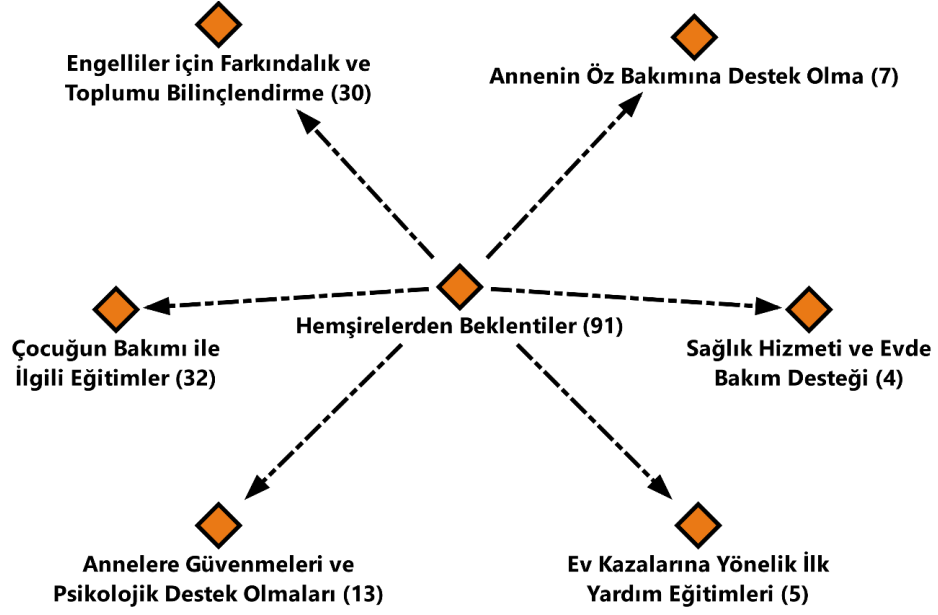 Engelliler için Farkındalık ve
Toplumu Bilinçlendirme (30)
Annenin Öz Bakımına Destek Olma (7)
Hemşirelerden Beklentiler (91)
Çocuğun Bakımı ile
İlgili Eğitimler (32)
Sağlık Hizmeti ve Evde
Bakım Desteği (4)
Annelere Güvenmeleri ve
Psikolojik Destek Olmaları (13)
Ev Kazalarına Yönelik İlk
Yardım Eğitimleri (5)